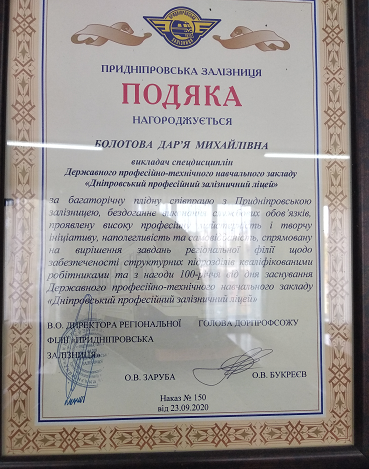 ПРИДНІПРОВСЬКА ЗАЛІЗНИЦЯ
ПОДЯКА
НАГОРОДЖУЄТЬСЯ
БОЛОТОВА ДАР'Я МИХАЙЛІВНА
викладач спецдисциплін
Державного професійно-технічного навчального закладу
«Дніпровський професійний залізничний ліцей»
за багаторічну плідну співпрацю з Придніпровською
залізницею, бездоганне службових обов'язків,
проявлену високу професійну майстерність і творчу
ініціативу, наполегливість та спрямовану
на вирішення завдань регіональної філії щодо
забезпеченості структурних підрозділів кваліфікованими
робітниками та з нагоди 100-річчя від дня заснування
Державного професійно-технічного навчального закладу
«Дніпровський професійний залізничний ліцей»
В.О. ДИРЕКТОРА РЕГІОНАЛЬНОЇ
ФІЛІЇ «ПРИДНІПРОВСЬКА
ЗАЛІЗНИЦЯ»
О.В. ЗАРУБА
ГОЛОВА ДОРПРОФСОЖУ
О.В. БУКРЕЄВ
Наказ № 150
від 23.09.2020